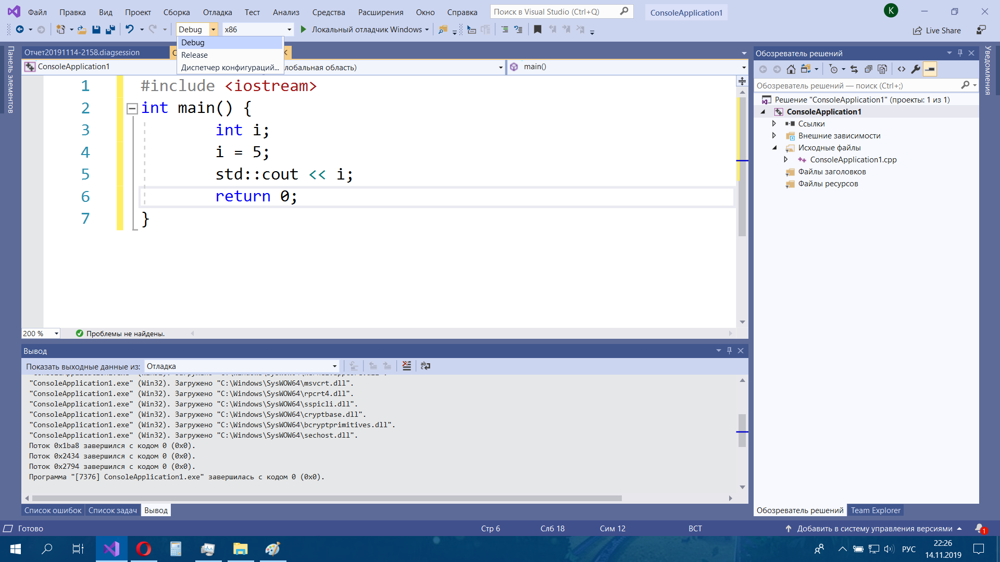 Файл Правка Вид Проект Сборка Отладка Тест Анализ Средства Расширения Окно Справка Поиск в Visual Studio (Ctrl+Q) ConsoleApplication1 K
Debug x86 Локальный отладчик Windows Live Share
Debug
Release
Диспетчер конфигураций...
Панель элементов
Отчет20191114-2158.diagsession
ConsoleApplication1 лобальная область) main()
1 #include <iostream>
2 int main() {
3 int i;
4 i = 5;
5 std::cout << i;
6 return 0;
7 }
200 % Проблемы не найдены.
Вывод
Показать выходные данные из: Отладка
"ConsoleApplication1.exe" (Win32). Загружено "C:\Windows\SysWOW64\msvcrt.dll".
"ConsoleApplication1.exe" (Win32). Загружено "C:\Windows\SysWOW64\rpcrt4.dll".
"ConsoleApplication1.exe" (Win32). Загружено "C:\Windows\SysWOW64\sspicli.dll".
"ConsoleApplication1.exe" (Win32). Загружено "C:\Windows\SysWOW64\cryptbase.dll".
"ConsoleApplication1.exe" (Win32). Загружено "C:\Windows\SysWOW64\bcryptprimitives.dll".
"ConsoleApplication1.exe" (Win32). Загружено "C:\Windows\SysWOW64\sechost.dll".
Поток 0x1ba8 завершился с кодом 0 (0x0).
Поток 0x2434 завершился с кодом 0 (0x0).
Поток 0x2794 завершился с кодом 0 (0x0).
Программа "[7376] ConsoleApplication1.exe" завершилась с кодом 0 (0x0).
Список ошибок Список задач Вывод
Обозреватель решений
Обозреватель решений — поиск (Ctrl+;)
Решение "ConsoleApplication1" (проекты: 1 из 1)
ConsoleApplication1
Ссылки
Внешние зависимости
Исходные файлы
ConsoleApplication1.cpp
Файлы заголовков
Файлы ресурсов
Обозреватель решений Team Explorer
Уведомления
Готово Стр 6 Слб 18 Сим 12 ВСТ Добавить в систему управления версиями 1
РУС 22:26
14.11.2019